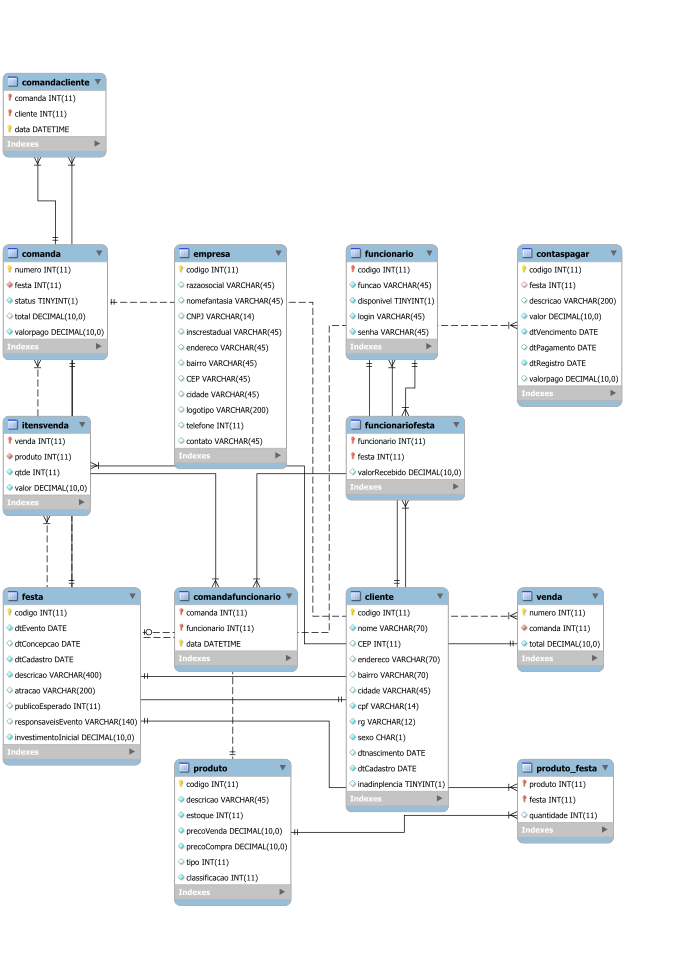 comandacliente
comanda INT(11)
cliente INT(11)
data DATETIME
Indexes
comanda
numero INT(11)
festa INT(11)
status TINYINT(1)
total DECIMAL(10,0)
valorpago DECIMAL(10,0)
Indexes
empresa
codigo INT(11)
razaosocial VARCHAR(45)
nomefantasia VARCHAR(45)
CNPJ VARCHAR(14)
inscrestadual VARCHAR(45)
endereco VARCHAR(45)
bairro VARCHAR(45)
CEP VARCHAR(45)
cidade VARCHAR(45)
logotipo VARCHAR(200)
telefone INT(11)
contato VARCHAR(45)
Indexes
funcionario
codigo INT(11)
funcao VARCHAR(45)
disponivel TINYINT(1)
login VARCHAR(45)
senha VARCHAR(45)
Indexes
contaspagar
codigo INT(11)
festa INT(11)
descricao VARCHAR(200)
valor DECIMAL(10,0)
dtVencimento DATE
dtPagamento DATE
dtRegistro DATE
valorpago DECIMAL(10,0)
Indexes
itensvenda
venda INT(11)
produto INT(11)
qtde INT(11)
valor DECIMAL(10,0)
Indexes
funcionariofesta
funcionario INT(11)
festa INT(11)
valorRecebido DECIMAL(10,0)
Indexes
festa
codigo INT(11)
dtEvento DATE
dtConcepcao DATE
dtCadastro DATE
descricao VARCHAR(400)
atracao VARCHAR(200)
publicoEsperado INT(11)
responsaveisEvento VARCHAR(140)
investimentoInicial DECIMAL(10,0)
Indexes
comandafuncionario
comanda INT(11)
funcionario INT(11)
data DATETIME
Indexes
cliente
codigo INT(11)
nome VARCHAR(70)
CEP INT(11)
endereco VARCHAR(70)
bairro VARCHAR(70)
cidade VARCHAR(45)
cpf VARCHAR(14)
rg VARCHAR(12)
sexo CHAR(1)
dtnascimento DATE
dtCadastro DATE
inadinplencia TINYINT(1)
Indexes
venda
numero INT(11)
comanda INT(11)
total DECIMAL(10,0)
Indexes
produto
codigo INT(11)
descricao VARCHAR(45)
estoque INT(11)
precoVenda DECIMAL(10,0)
precoCompra DECIMAL(10,0)
tipo INT(11)
classificacao INT(11)
Indexes
produto_festa
produto INT(11)
festa INT(11)
quantidade INT(11)
Indexes